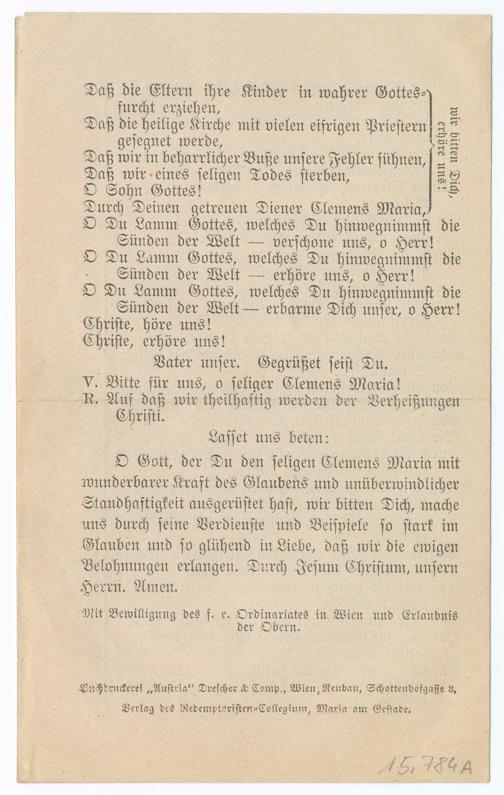 Daß die Eltern ihre Kinder in wahrer Gottes-
furcht erziehen,
Daß die heilige Kirche mit vielen eifrigen Priestern
gesegnet werde,
Daß wir in beharrlicher Buße unsere Fehler sühnen,
Daß wir eines seligen Todes sterben,
O Sohn Gottes!
Durch Deinen getreuen Diener Clemens Maria,
wir bitten Dich,
erhöre uns!
O Du Lamm Gottes, welches Du hinwegnimmst die
Sünden der Welt — verschone uns, o Herr!
O Du Lamm Gottes, welches Du hinwegnimmst die
Sünden der Welt — erhöre uns, o Herr!
O Du Lamm Gottes, welches Du hinwegnimmst die
Sünden der Welt — erbarme Dich unser, o Herr!
Christe, höre uns!
Christe, erhöre uns!
Vater unser. Gegrüßet seist Du.
V. Bitte für uns, o seliger Clemens Maria!
R. Auf daß wir theilhaftig werden der Verheißungen
Christi.
Lasset uns beten:
O Gott, der Du den seligen Clemens Maria mit
wunderbarer Kraft des Glaubens und unüberwindlicher
Standhaftigkeit ausgerüstet hast, wir bitten Dich, mache
uns durch seine Verdienste und Beispiele so stark im
Glauben und so glühend in Liebe, daß wir die ewigen
Belohnungen erlangen. Durch Jesum Christum, unsern
Herrn. Amen.
Mit Bewilligung des f. e. Ordinariates in Wien und Erlaubnis
der Obern.
Buchdruckerei „Austria" Drescher & Comp., Wien, Neubau, Schottenhofgasse 3.
Verlag des Redemptoristen-Collegium, Maria am Gestade.
15.784A